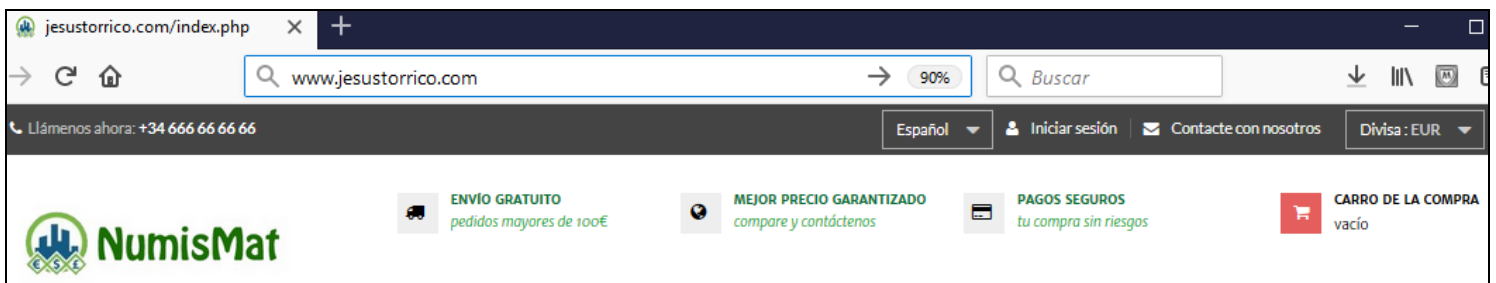 jesustorrico.com/index.php
www.jesustorrico.com 90% Buscar
Llámenos ahora: +34 666 66 66 66 Español Iniciar sesión Contacte con nosotros Divisa : EUR
ENVÍO GRATUITO MEJOR PRECIO GARANTIZADO PAGOS SEGUROS CARRO DE LA COMPRA
pedidos mayores de 100€ compare y contáctenos tu compra sin riesgos vacío
NumisMat
€ $ £